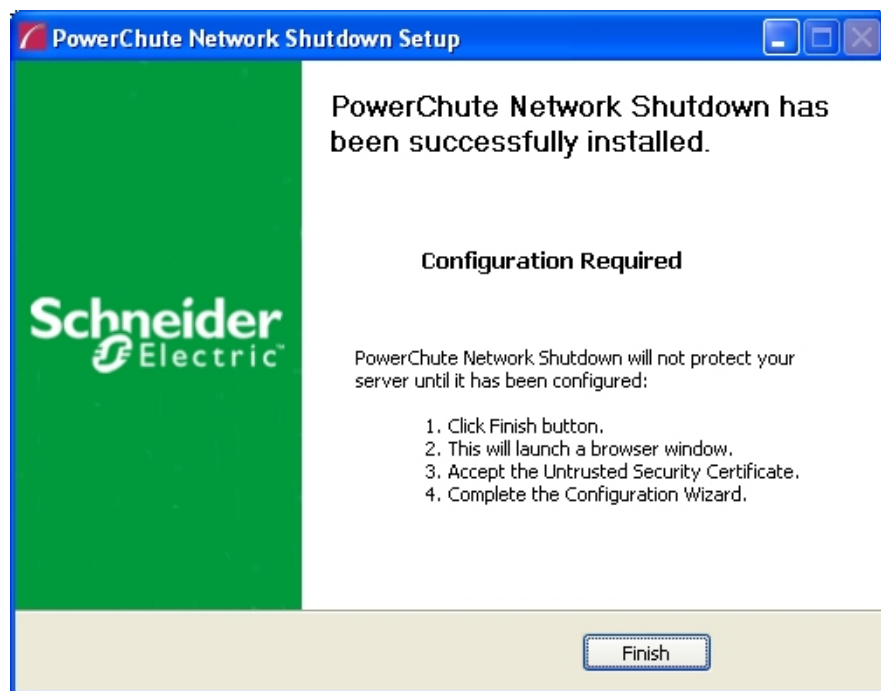 PowerChute Network Shutdown Setup
PowerChute Network Shutdown has
been successfully installed.
Configuration Required
Schneider
Electric
PowerChute Network Shutdown will not protect your
server until it has been configured:
1. Click Finish button.
2. This will launch a browser window.
3. Accept the Untrusted Security Certificate.
4. Complete the Configuration Wizard.
Finish